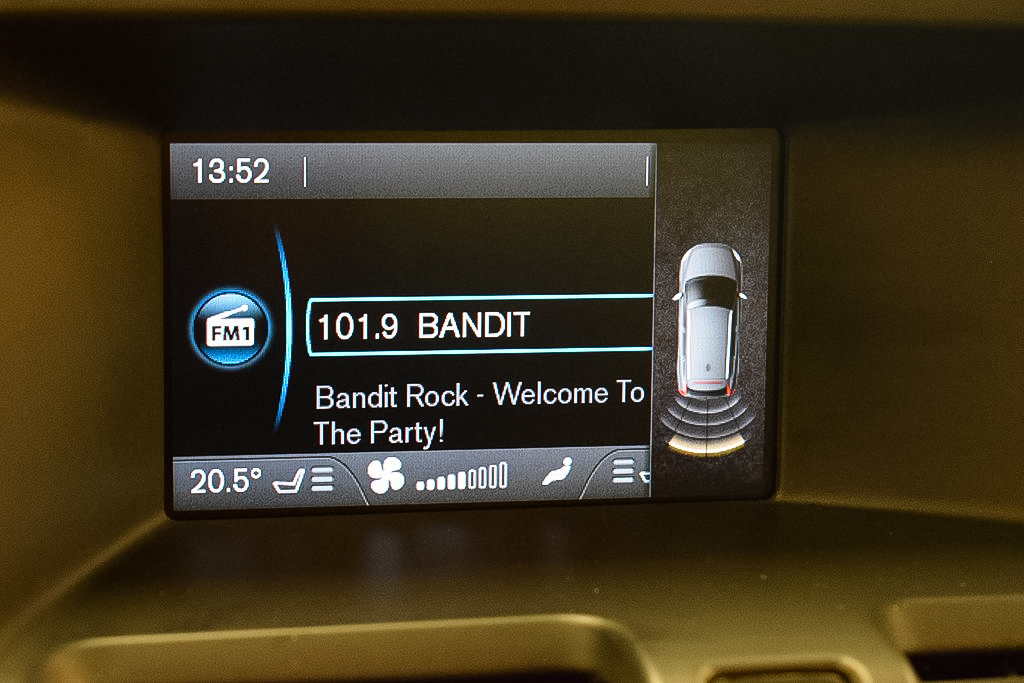 13:52
FM1
101.9 BANDIT
Bandit Rock - Welcome To
The Party!
20.5°